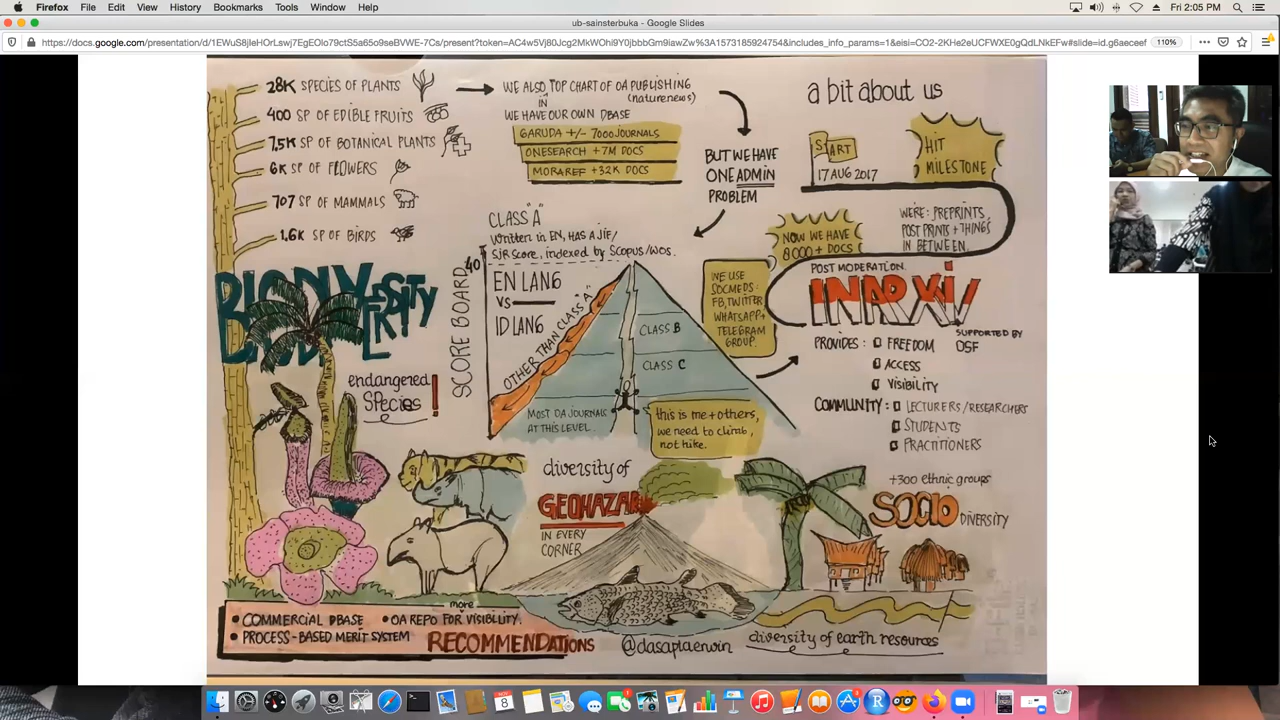 Firefox File Edit View History Bookmarks Tools Window Help
Fri 2:05 PM
ub-sainsterbuka - Google Slides
110%
28K SPECIES OF PLANTS
400 SP OF EDIBLE FRUITS
7,5K SP OF BOTANICAL PLANTS
6K SP OF FLOWERS
707 SP OF MAMMALS
1.6K SP OF BIRDS
BIODIVERSITY
endangered
SPecies !
WE ALSO TOP CHART OF OA PUBLISHING
IN
(natureness)
WE HAVE OUR OWN DBASE
GARUDA +/- 7000 JOURNALS
ONESEARCH +7M DOCS
MORAREF +32K DOCS
BUT WE HAVE
ONE ADMIN
PROBLEM
CLASS "A"
written in EN, HAS A JIF/
SJR SCORE, indexed by Scopus/WOS.
40
SCORE BOARD
EN LANG
VS
ID LANG
OTHER THAN CLASS "A"
CLASS B
CLASS C
MOST OA JOURNALS
AT THIS LEVEL.
this is me + others,
we need to climb,
not hike.
a bit about us
START
17 AUG 2017
HIT
MILESTONE
WE'RE: PREPRINTS,
POST PRINTS + THINGS
IN BETWEEN.
NOW WE HAVE
8000 + DOCS
WE USE
SOCMEDS:
FB, TWITTER
WHATSAPP+
TELEGRAM
GROUP.
POST MODERATION
INARXIV
SUPPORTED BY
OSF
PROVIDES: FREEDOM
ACCESS
VISIBILITY
COMMUNITY: LECTURERS/RESEARCHERS
STUDENTS
PRACTITIONERS
diversity of
GEOHAZARD
IN EVERY
CORNER
+300 ethnic groups
SOCIO DIVERSITY
• COMMERCIAL DBASE • OA REPO FOR more VISIBILITY.
• PROCESS-BASED MERIT SYSTEM
RECOMMENDATIONS
@dasaptaerwin
diversity of earth resources
NOV
8